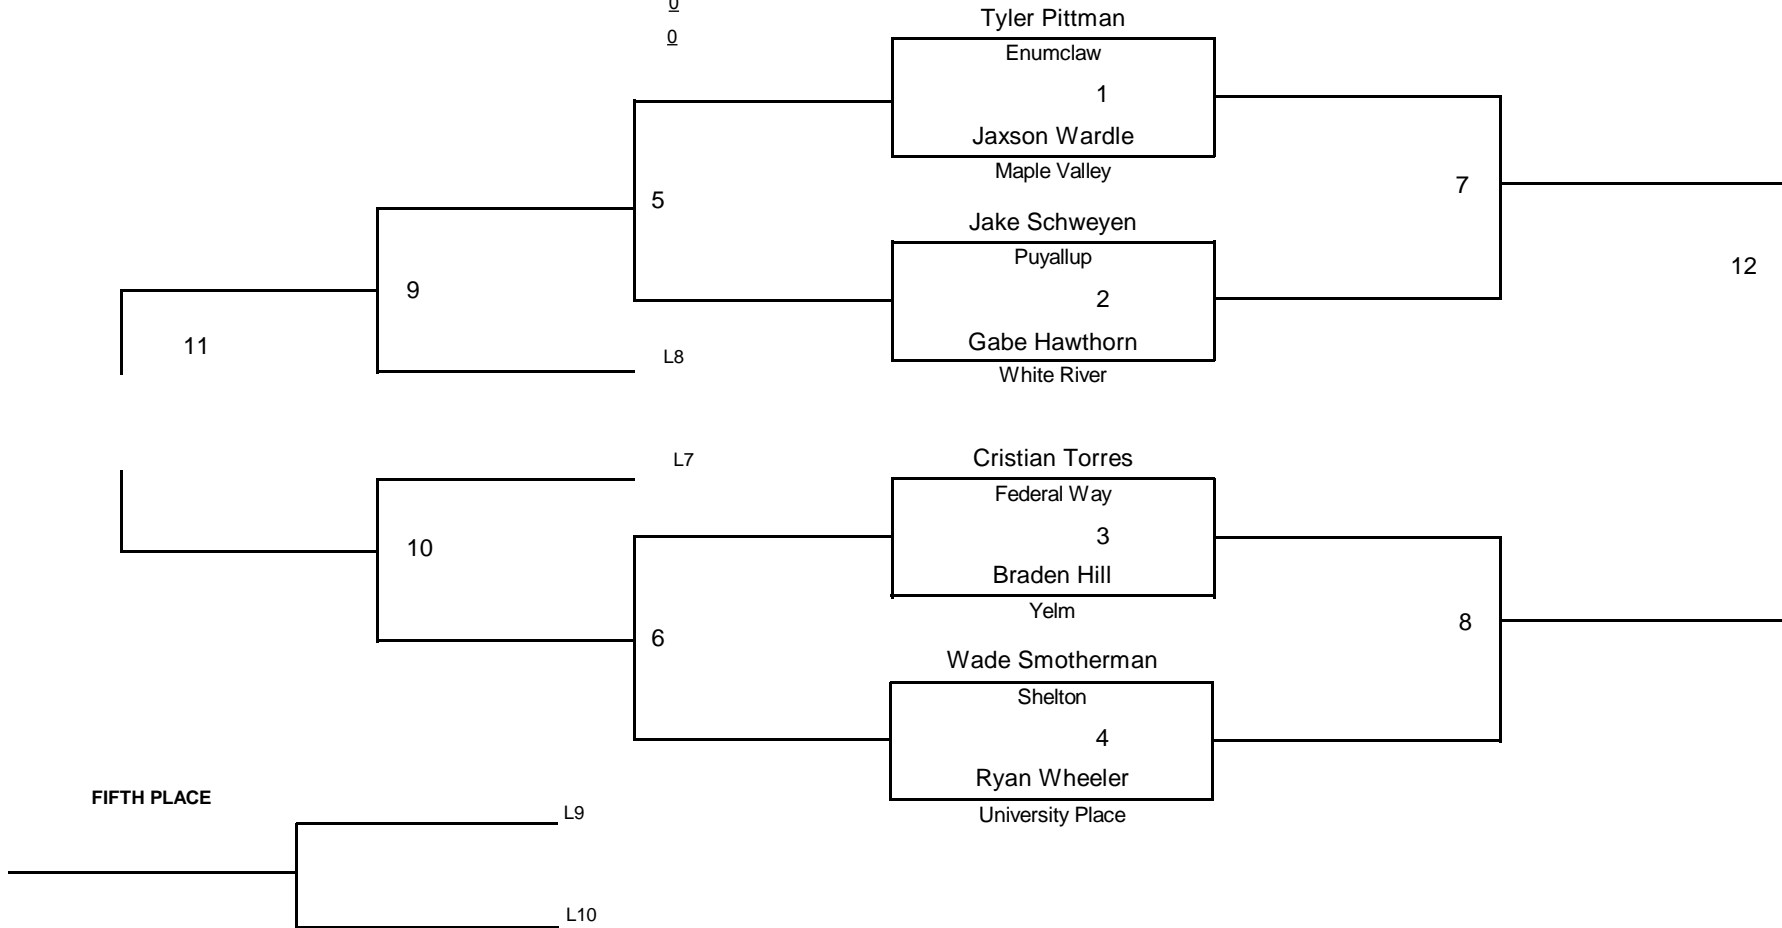 0
0
Tyler Pittman
Enumclaw
1
Jaxson Wardle
Maple Valley
5
7
Jake Schweyen
Puyallup
12
9
2
11
Gabe Hawthorn
L8
White River
L7
Cristian Torres
Federal Way
3
10
Braden Hill
Yelm
8
6
Wade Smotherman
Shelton
4
Ryan Wheeler
FIFTH PLACE
L9
University Place
L10